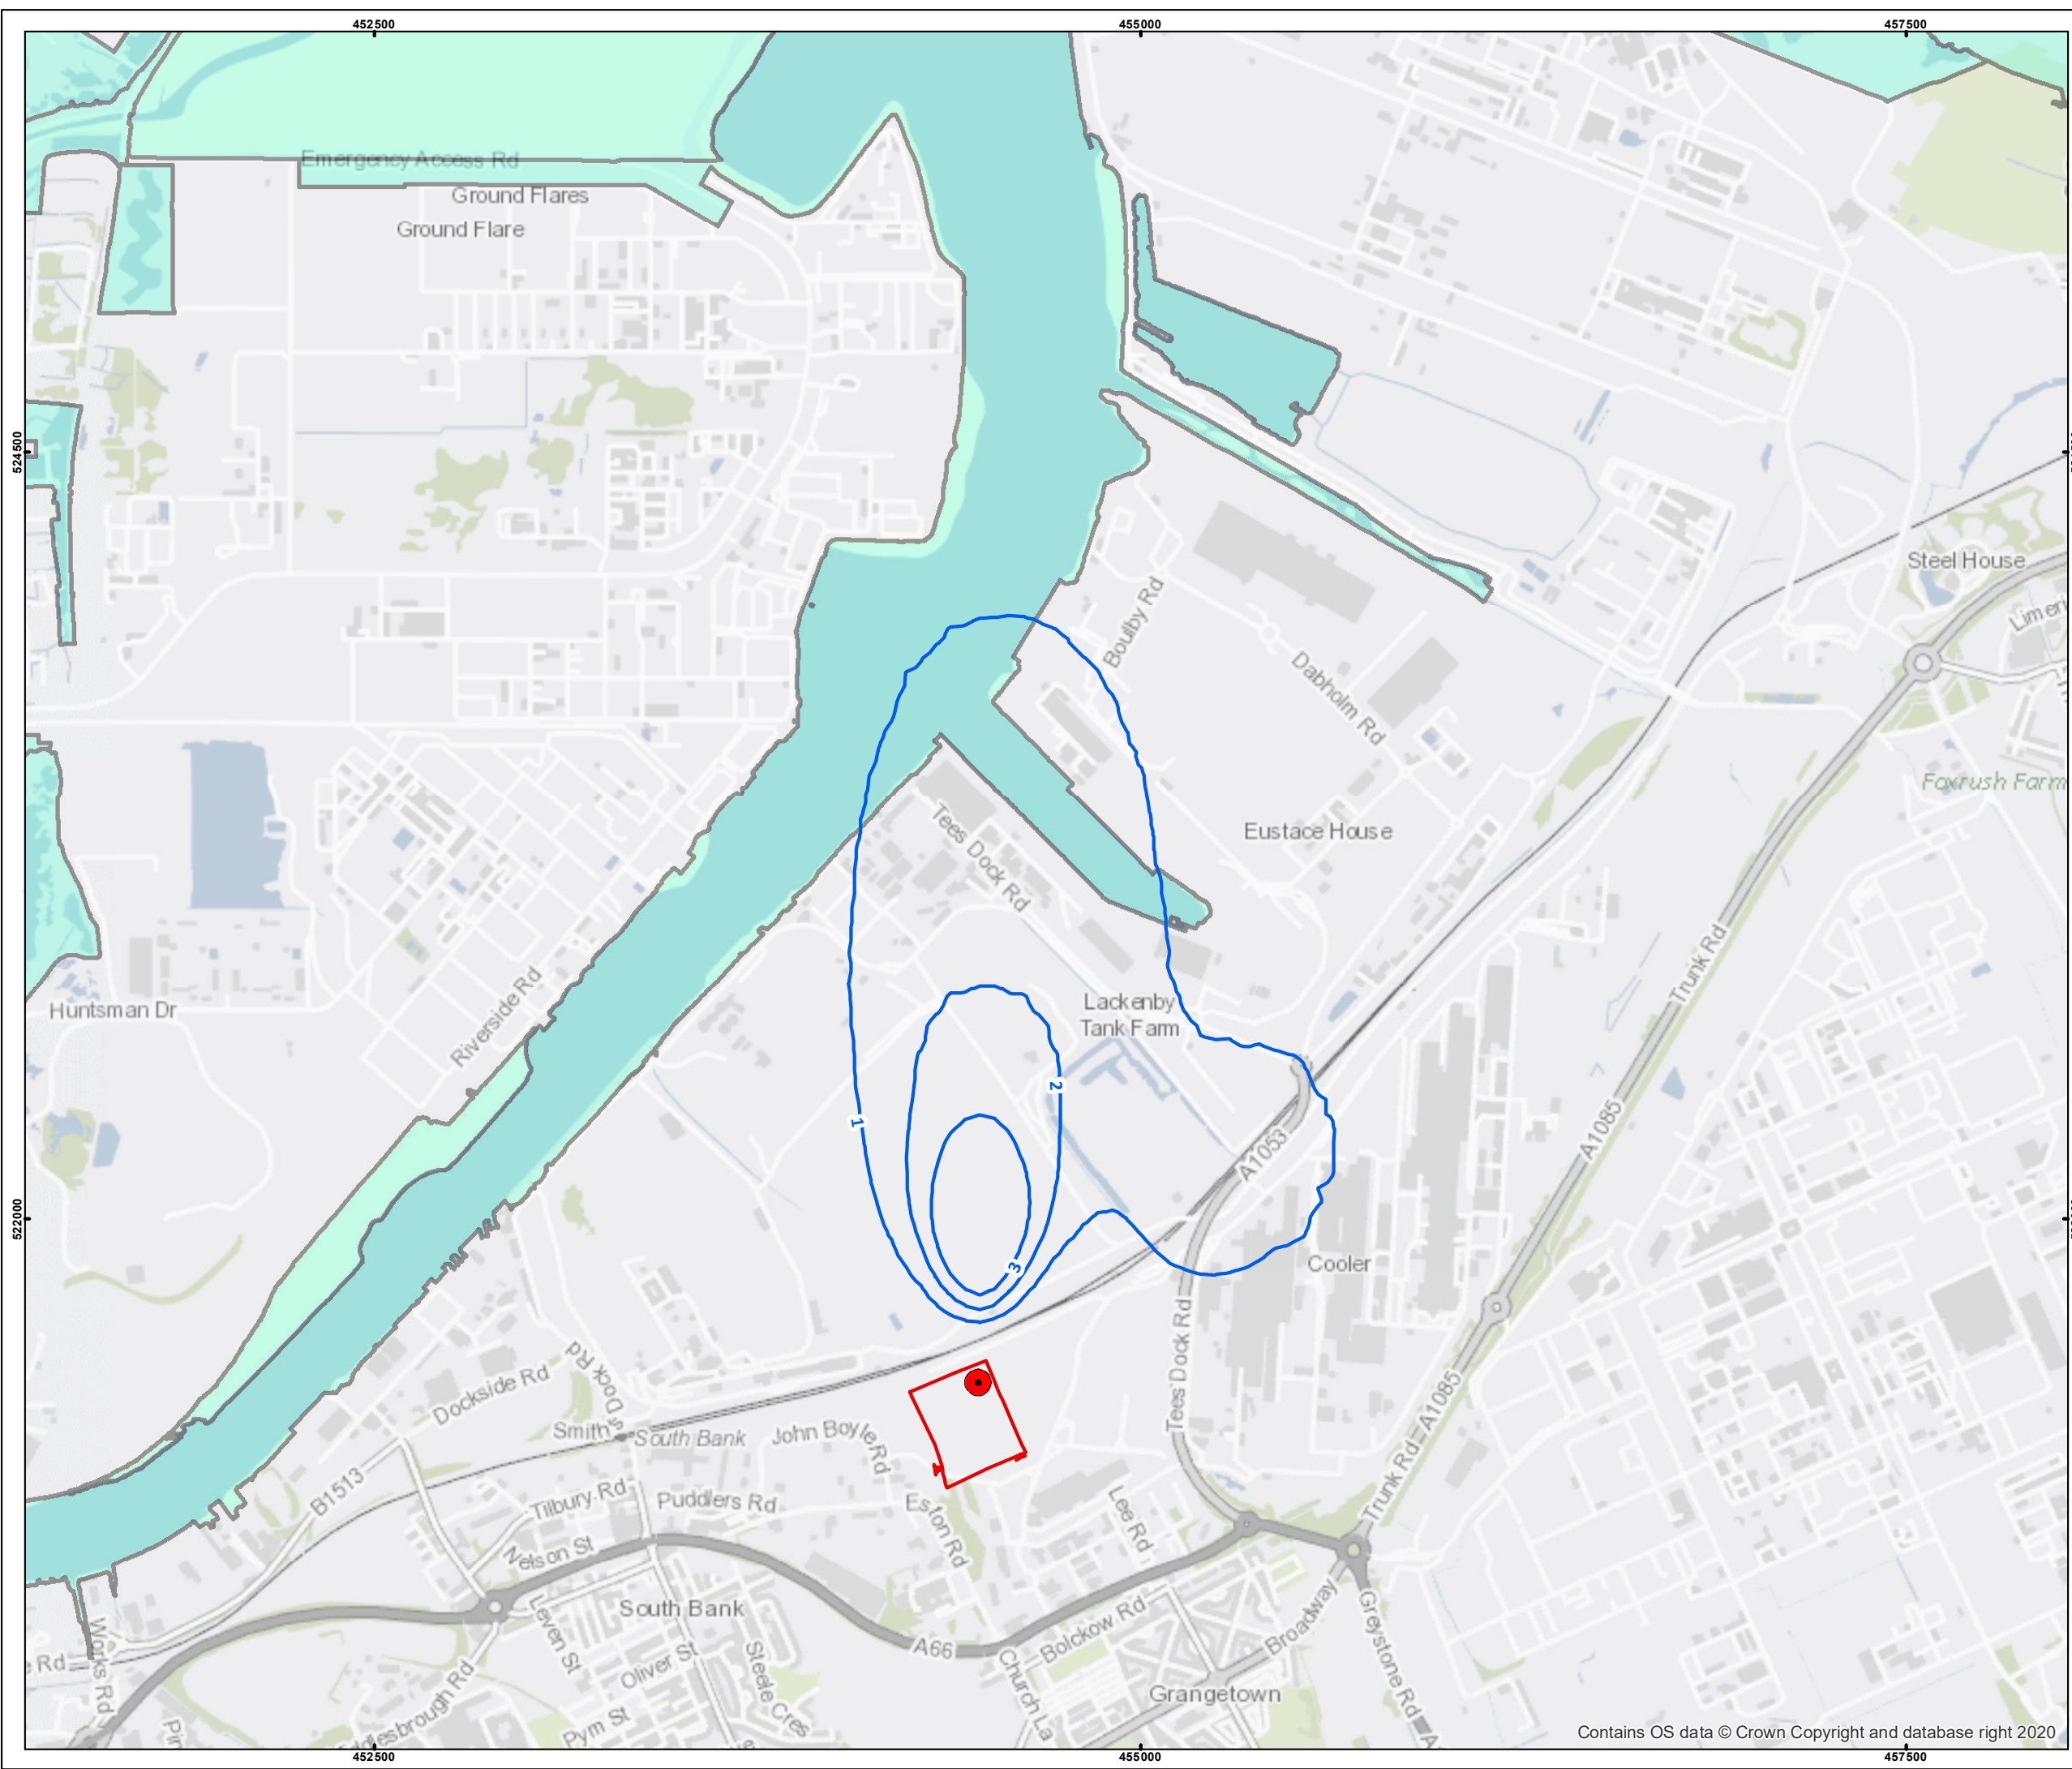 452500
455000
457500
Emergency Access Rd
Ground Flares
Ground Flare
524500
Steel House
Limeri
Boulby Rd
Dabholm Rd
Foxrush Farm
Tees Dock Rd
Eustace House
Trunk Rd
Huntsman Dr
Riverside Rd
Lackenby
Tank Farm
2
1
A1085
A1053
522000
3
Cooler
Tees Dock Rd
Dockside Rd
Smith's Dock Rd
South Bank
John Boyle Rd
Trunk Rd - A1085
B1513
Tilbury Rd
Puddlers Rd
Eston Rd
Lee Rd
Nelson St
South Bank
Leven St
Works Rd
e Rd
A66
Bolckow Rd
Broadway
Greystone Rd
Oliver St
Steele Cres
Church La
Grangetown
ddlesbrough Rd
Pym St
Contains OS data © Crown Copyright and database right 2020
452500
455000
457500